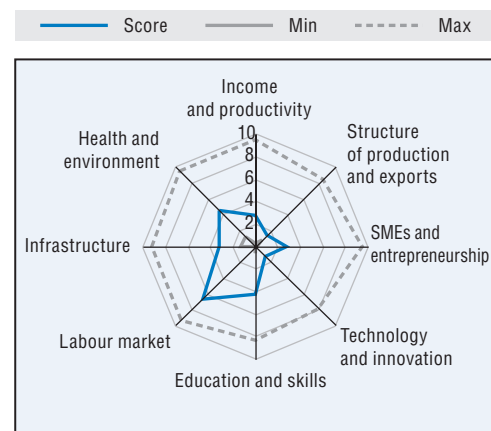 Score Min Max
Income
and productivity
Structure
of production
and exports
SMEs and
entrepreneurship
Technology
and innovation
Education and skills
Labour market
Infrastructure
Health and
environment
10
8
6
4
2